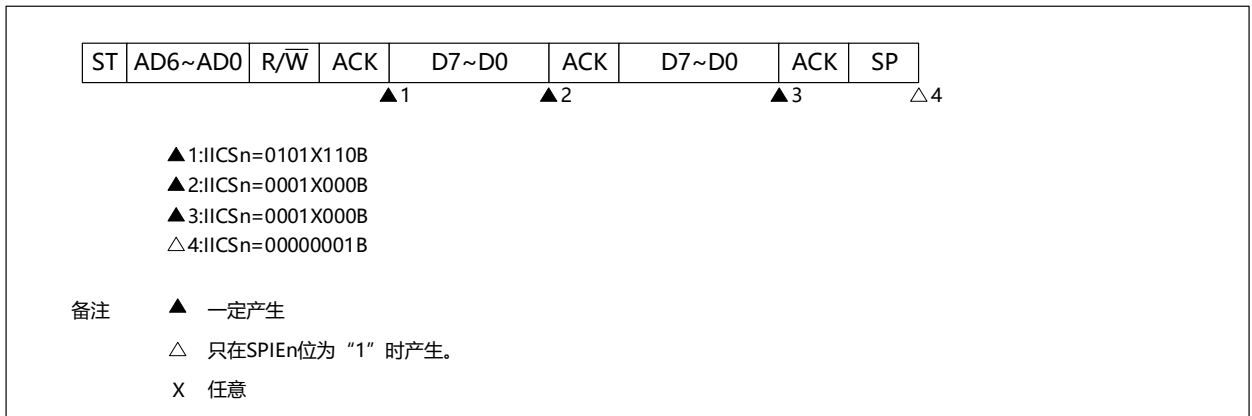 ST AD6~AD0 R/W̅ ACK D7~D0 ACK D7~D0 ACK SP
▲1 ▲2 ▲3 △4
▲1:IICSn=0101X110B
▲2:IICSn=0001X000B
▲3:IICSn=0001X000B
△4:IICSn=00000001B
备注 ▲ 一定产生
△ 只在SPIEn位为“1”时产生。
X 任意